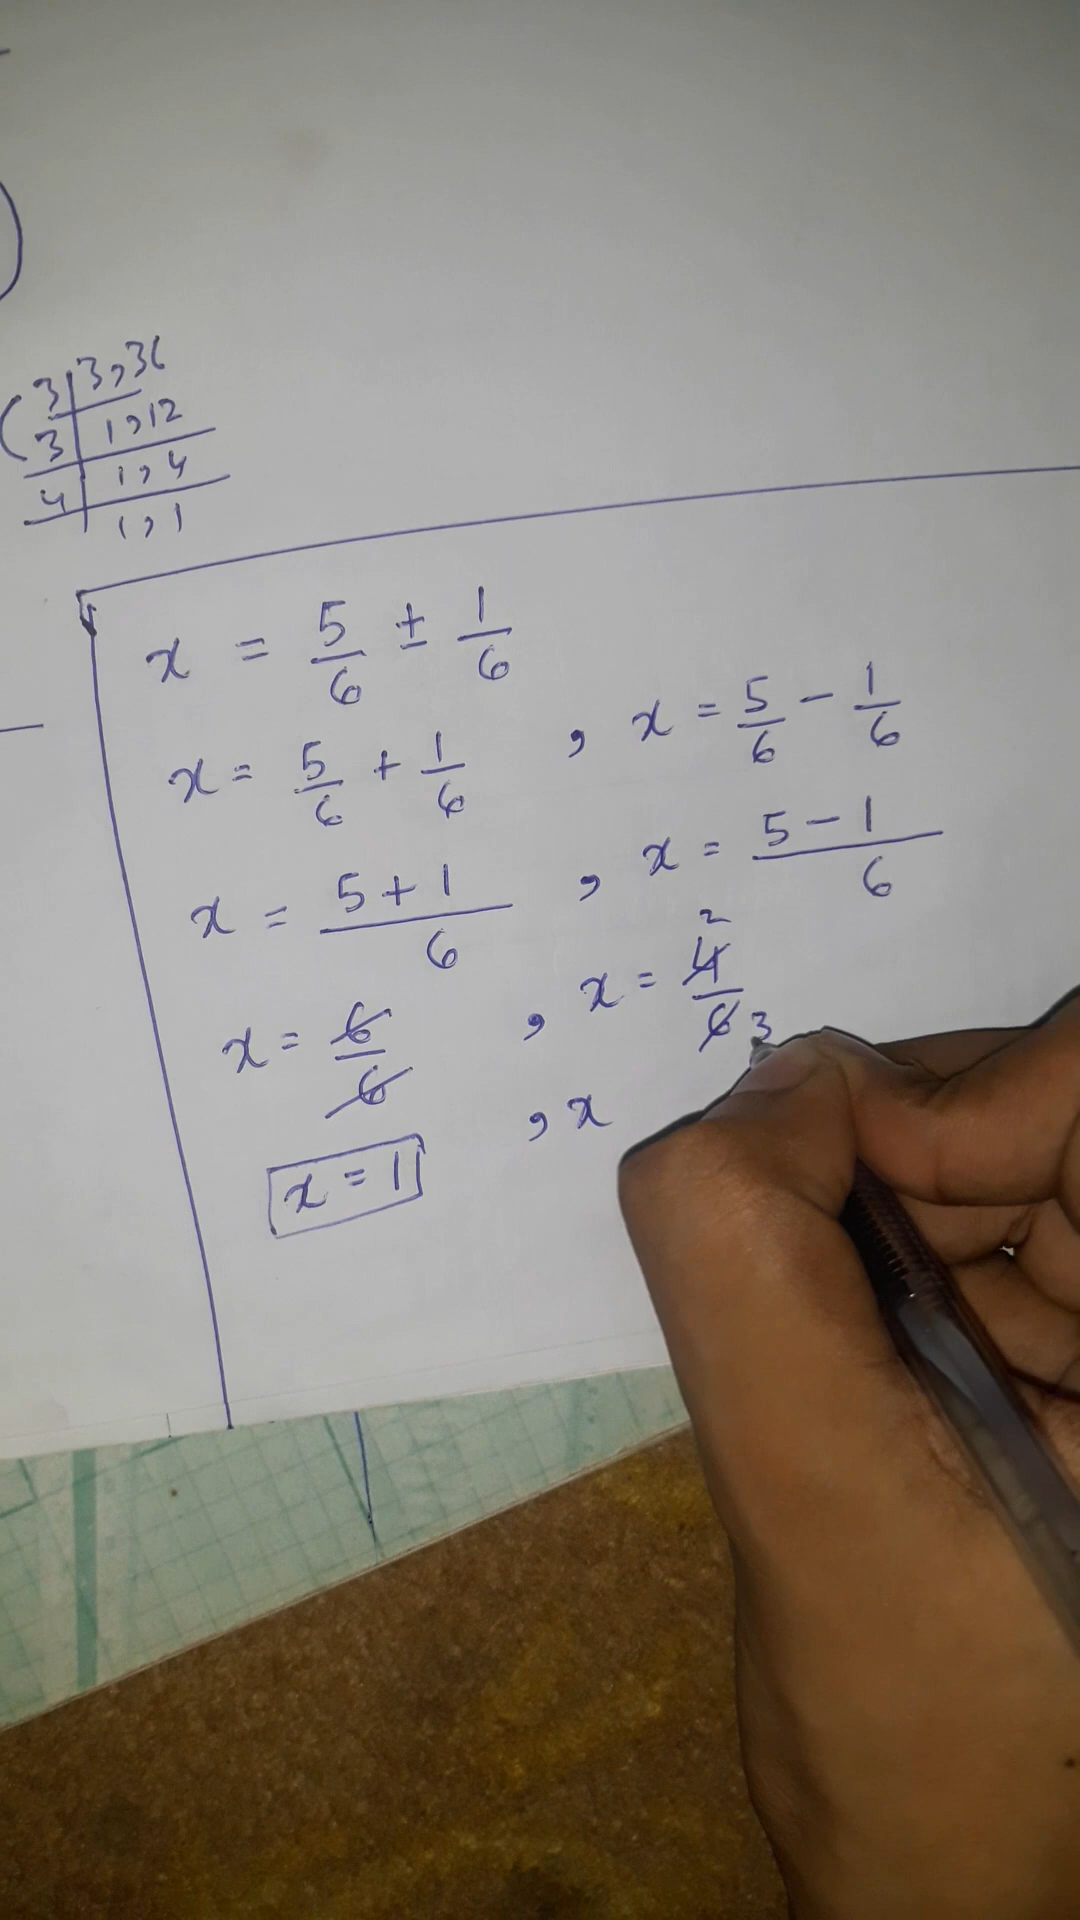 3 | 3, 36
3 | 1, 12
4 | 1, 4
1, 1
x = 5/6 ± 1/6
x = 5/6 + 1/6 , x = 5/6 - 1/6
x = 5 + 1 / 6 , x = 5 - 1 / 6
x = 6/6 , x = 4/6 2 3
x = 1 , x